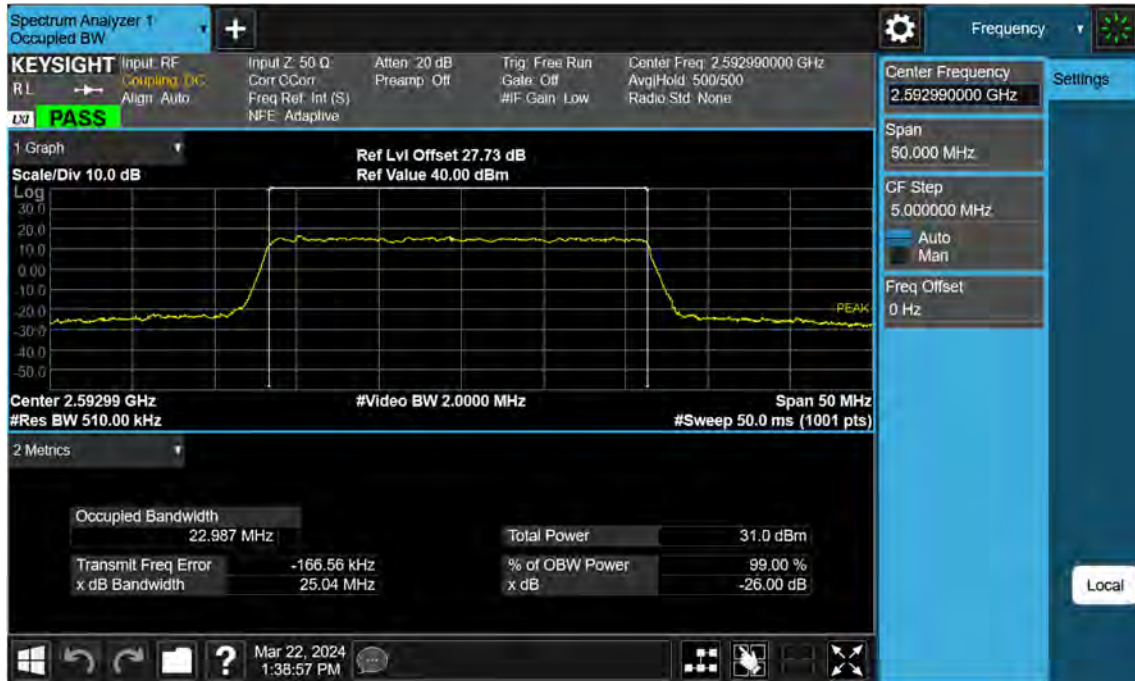 Spectrum Analyzer 1
Occupied BW
Frequency
KEYSIGHT
RL
LXI
PASS
Input: RF
Coupling: DC
Align: Auto
Input Z: 50 Ω
Corr CCorr
Freq Ref: Int (S)
NFE: Adaptive
Atten: 20 dB
Preamp: Off
Trig: Free Run
Gate: Off
#IF Gain: Low
Center Freq: 2.592990000 GHz
Avg|Hold: 500/500
Radio Std: None
Center Frequency
2.592990000 GHz
Settings
Span
50.000 MHz
CF Step
5.000000 MHz
Auto
Man
Freq Offset
0 Hz
Local
1 Graph
Scale/Div 10.0 dB
Ref Lvl Offset 27.73 dB
Ref Value 40.00 dBm
Log
30.0
20.0
10.0
0.00
-10.0
-20.0
-30.0
-40.0
-50.0
PEAK
Center 2.59299 GHz
#Video BW 2.0000 MHz
Span 50 MHz
#Res BW 510.00 kHz
#Sweep 50.0 ms (1001 pts)
2 Metrics
Occupied Bandwidth
22.987 MHz
Total Power
31.0 dBm
Transmit Freq Error
-166.56 kHz
% of OBW Power
99.00 %
x dB Bandwidth
25.04 MHz
x dB
-26.00 dB
?
Mar 22, 2024
1:38:57 PM